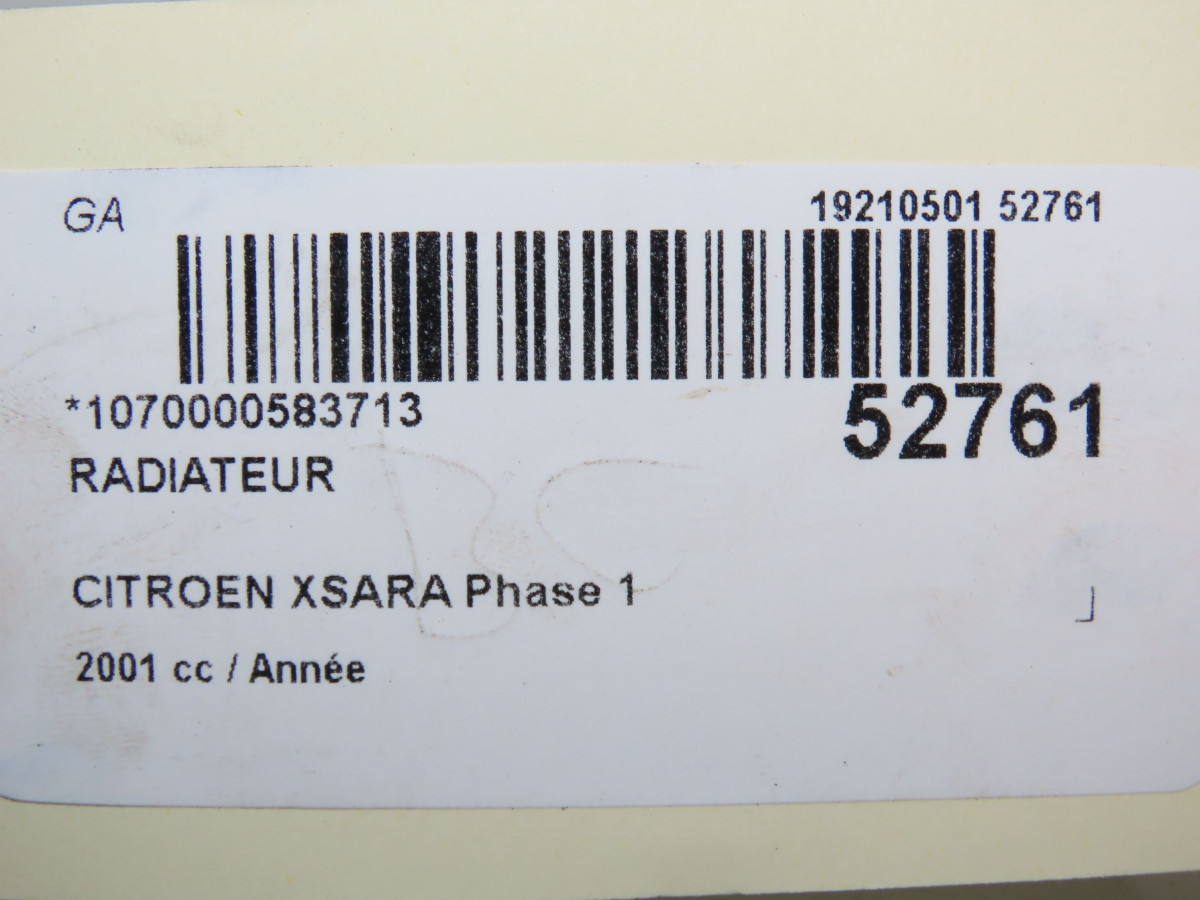 GA
19210501 52761
*1070000583713
52761
RADIATEUR
CITROEN XSARA Phase 1
2001 cc / Année